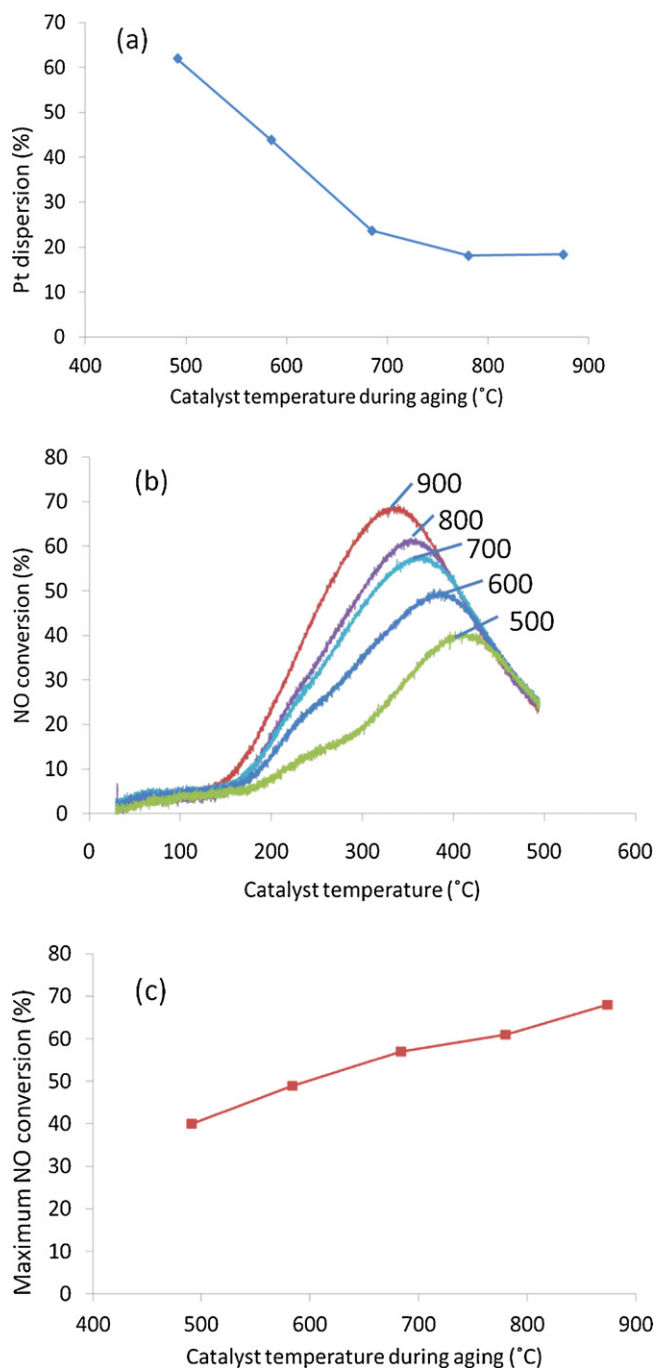 (a)
70
60
50
40
30
20
10
0
Pt dispersion (%)
400 500 600 700 800 900
Catalyst temperature during aging (˚C)
(b)
80
70
60
50
40
30
20
10
0
NO conversion (%)
900
800
700
600
500
0 100 200 300 400 500 600
Catalyst temperature (˚C)
(c)
80
70
60
50
40
30
20
10
0
Maximum NO conversion (%)
400 500 600 700 800 900
Catalyst temperature during aging (˚C)